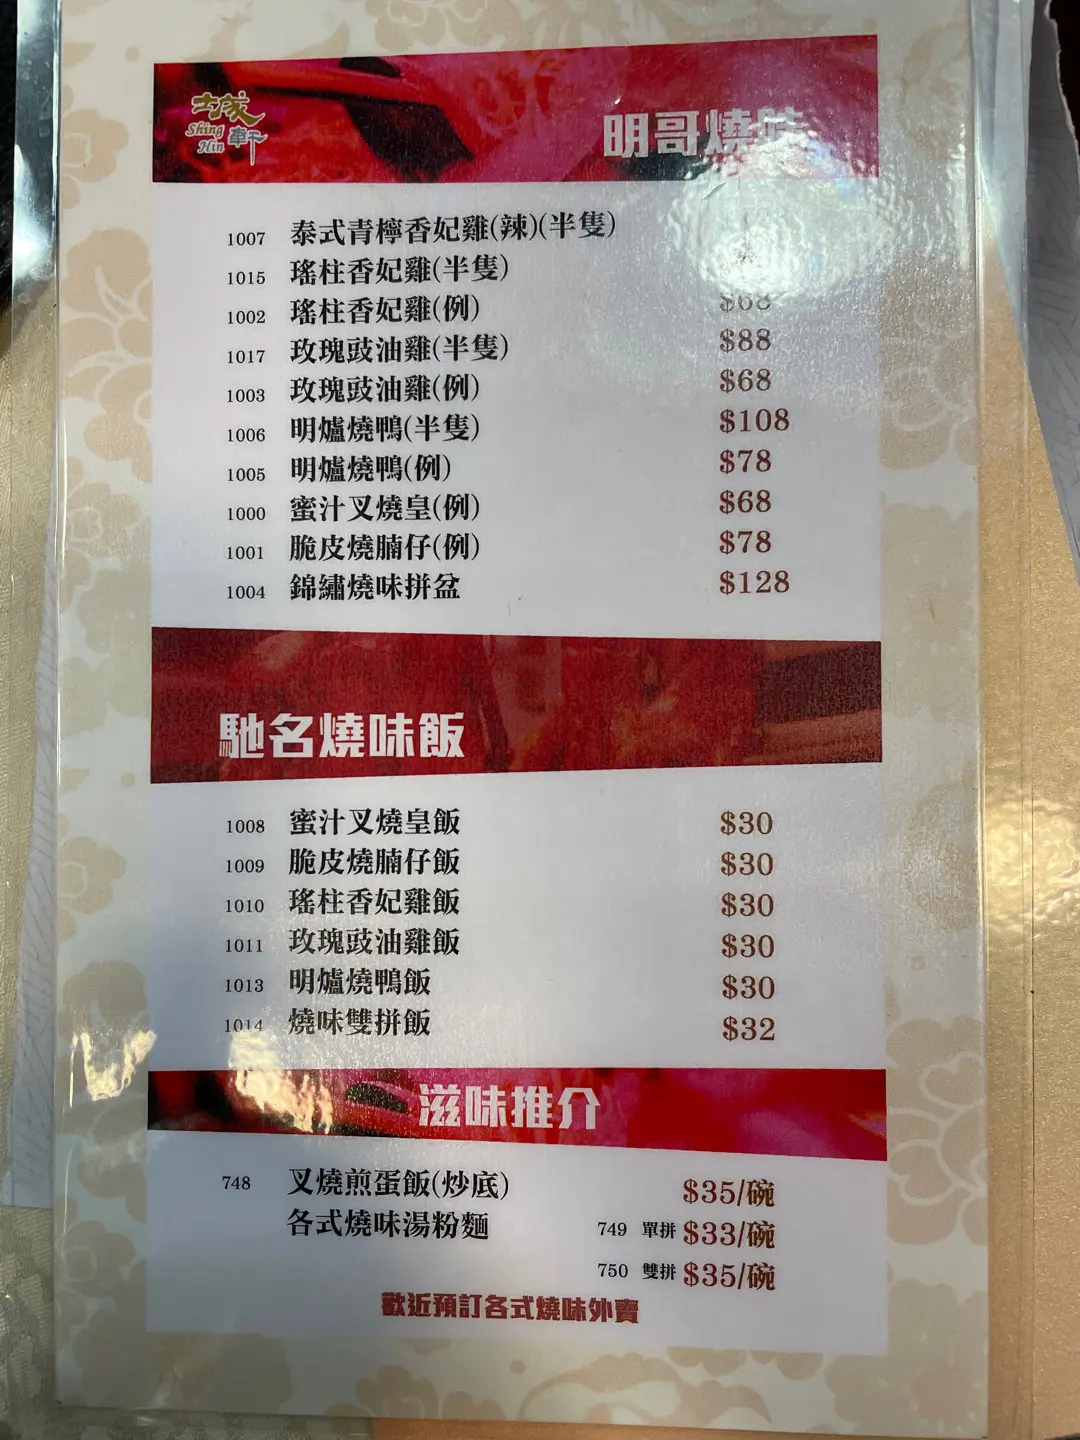 Shing
Hin 軒
明哥燒味
1007 泰式青檸香妃雞(辣)(半隻)
1015 瑤柱香妃雞(半隻)
1002 瑤柱香妃雞(例) $68
1017 玫瑰豉油雞(半隻) $88
1003 玫瑰豉油雞(例) $68
1006 明爐燒鴨(半隻) $108
1005 明爐燒鴨(例) $78
1000 蜜汁叉燒皇(例) $68
1001 脆皮燒腩仔(例) $78
1004 錦繡燒味拼盆 $128
馳名燒味飯
1008 蜜汁叉燒皇飯 $30
1009 脆皮燒腩仔飯 $30
1010 瑤柱香妃雞飯 $30
1011 玫瑰豉油雞飯 $30
1013 明爐燒鴨飯 $30
1014 燒味雙拼飯 $32
滋味推介
748 叉燒煎蛋飯(炒底) $35/碗
各式燒味湯粉麵 749 單拼 $33/碗
750 雙拼 $35/碗
歡近預訂各式燒味外賣